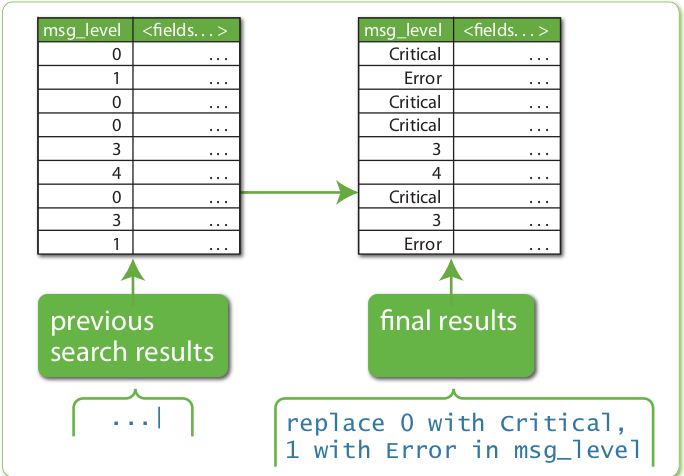 msg_level <fields...> msg_level <fields...>
0 ... Critical ...
1 ... Error ...
0 ... Critical ...
0 ... Critical ...
3 ... 3 ...
4 ... 4 ...
0 ... Critical ...
3 ... 3 ...
1 ... Error ...
previous
search results
final results
...|
replace 0 with Critical,
1 with Error in msg_level